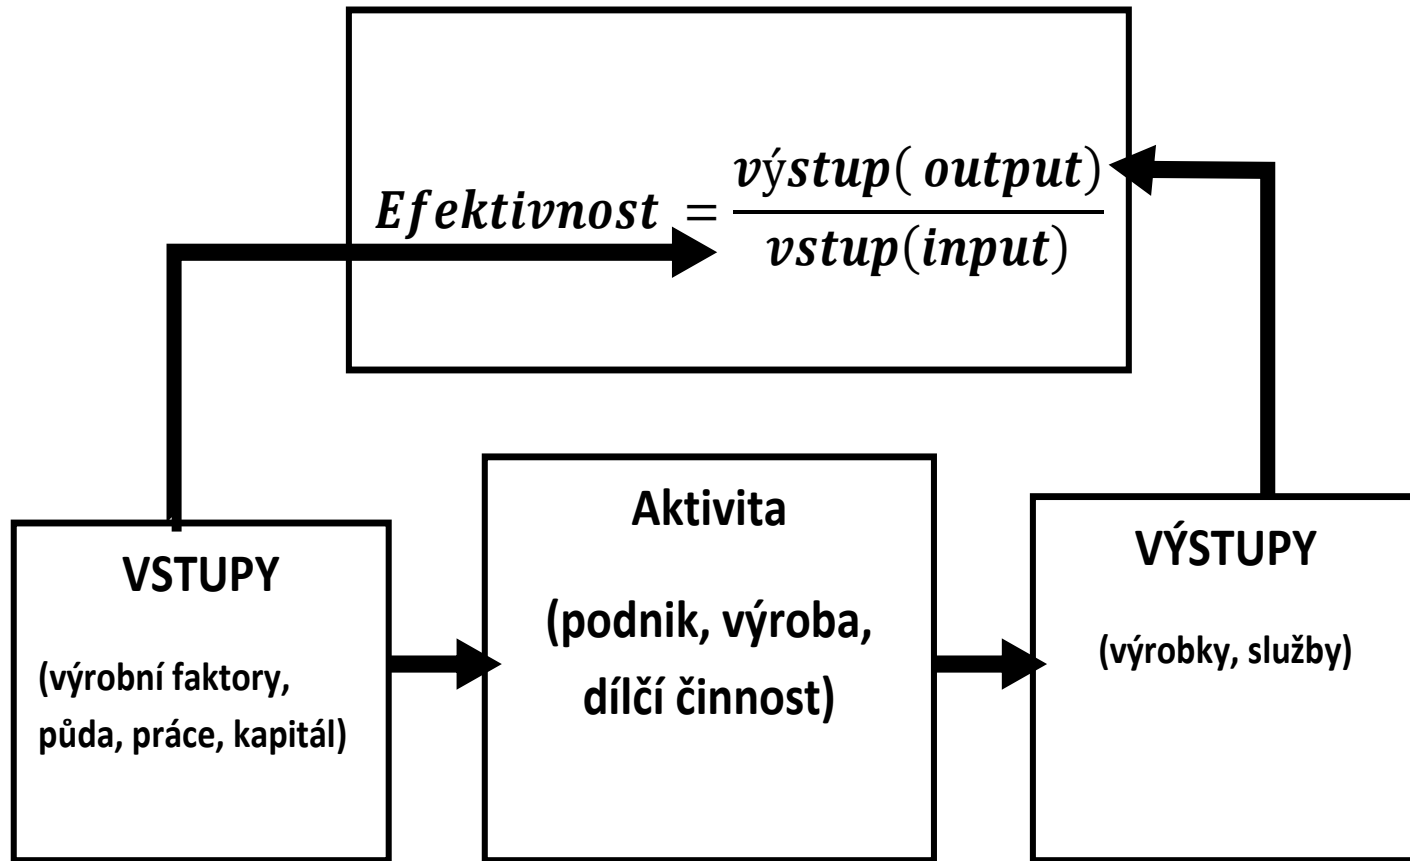 Efektivnost = výstup( output) / vstup(input)
VSTUPY
(výrobní faktory,
půda, práce, kapitál)
Aktivita
(podnik, výroba,
dílčí činnost)
VÝSTUPY
(výrobky, služby)